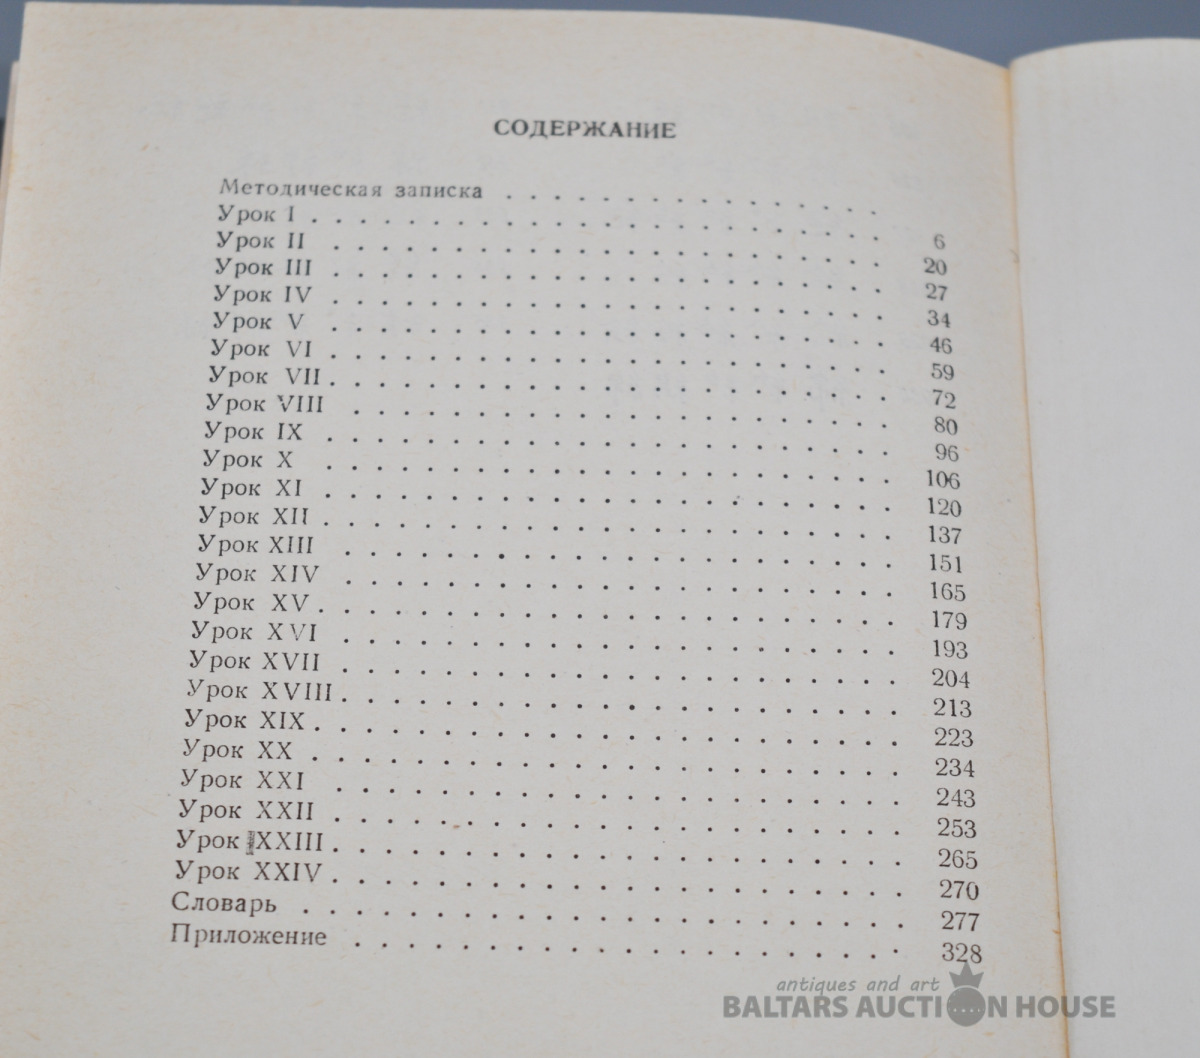 СОДЕРЖАНИЕ
Методическая записка . . . . . . . . . . . . . . . .
Урок I . . . . . . . . . . . . . . . . . . . . . . . . 6
Урок II . . . . . . . . . . . . . . . . . . . . . . . 20
Урок III . . . . . . . . . . . . . . . . . . . . . . . 27
Урок IV . . . . . . . . . . . . . . . . . . . . . . . 34
Урок V . . . . . . . . . . . . . . . . . . . . . . . 46
Урок VI . . . . . . . . . . . . . . . . . . . . . . . 59
Урок VII . . . . . . . . . . . . . . . . . . . . . . . 72
Урок VIII . . . . . . . . . . . . . . . . . . . . . . 80
Урок IX . . . . . . . . . . . . . . . . . . . . . . . 96
Урок X . . . . . . . . . . . . . . . . . . . . . . . 106
Урок XI . . . . . . . . . . . . . . . . . . . . . . . 120
Урок XII . . . . . . . . . . . . . . . . . . . . . . . 137
Урок XIII . . . . . . . . . . . . . . . . . . . . . . 151
Урок XIV . . . . . . . . . . . . . . . . . . . . . . 165
Урок XV . . . . . . . . . . . . . . . . . . . . . . . 179
Урок XVI . . . . . . . . . . . . . . . . . . . . . . 193
Урок XVII . . . . . . . . . . . . . . . . . . . . . . 204
Урок XVIII . . . . . . . . . . . . . . . . . . . . . . 213
Урок XIX . . . . . . . . . . . . . . . . . . . . . . . 223
Урок XX . . . . . . . . . . . . . . . . . . . . . . . 234
Урок XXI . . . . . . . . . . . . . . . . . . . . . . 243
Урок XXII . . . . . . . . . . . . . . . . . . . . . . 253
Урок XXIII . . . . . . . . . . . . . . . . . . . . . . 265
Урок XXIV . . . . . . . . . . . . . . . . . . . . . . 270
Словарь . . . . . . . . . . . . . . . . . . . . . . . 277
Приложение . . . . . . . . . . . . . . . . . . . . . 328
antiques and art
BALTARS AUCTION HOUSE